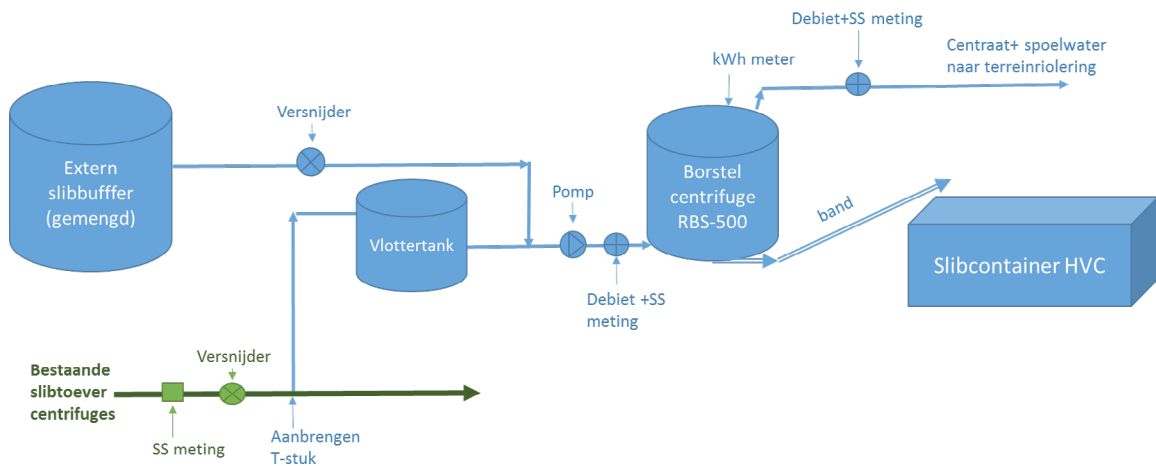 Debiet+SS meting
kWh meter
Centraat+ spoelwater
naar terreinriolering
Versnijder
Extern
slibbufffer
(gemengd)
Borstel
centrifuge
RBS-500
Pomp
band
Vlottertank
Slibcontainer HVC
Debiet +SS
meting
Versnijder
Bestaande
slibtoever
centrifuges
SS meting
Aanbrengen
T-stuk